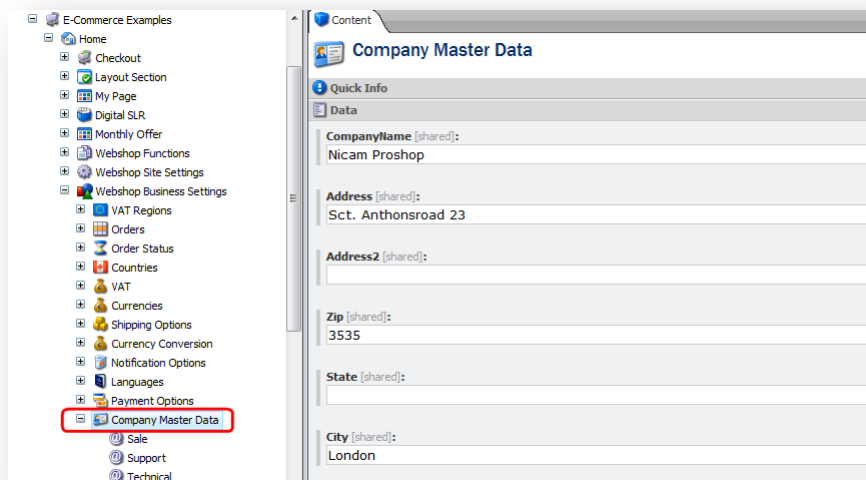 E-Commerce Examples
Home
Checkout
Layout Section
My Page
Digital SLR
Monthly Offer
Webshop Functions
Webshop Site Settings
Webshop Business Settings
VAT Regions
Orders
Order Status
Countries
VAT
Currencies
Shipping Options
Currency Conversion
Notification Options
Languages
Payment Options
Company Master Data
Sale
Support
Technical
Content
Company Master Data
Quick Info
Data
CompanyName [shared]:
Nicam Proshop
Address [shared]:
Sct. Anthonsroad 23
Address2 [shared]:
Zip [shared]:
3535
State [shared]:
City [shared]:
London